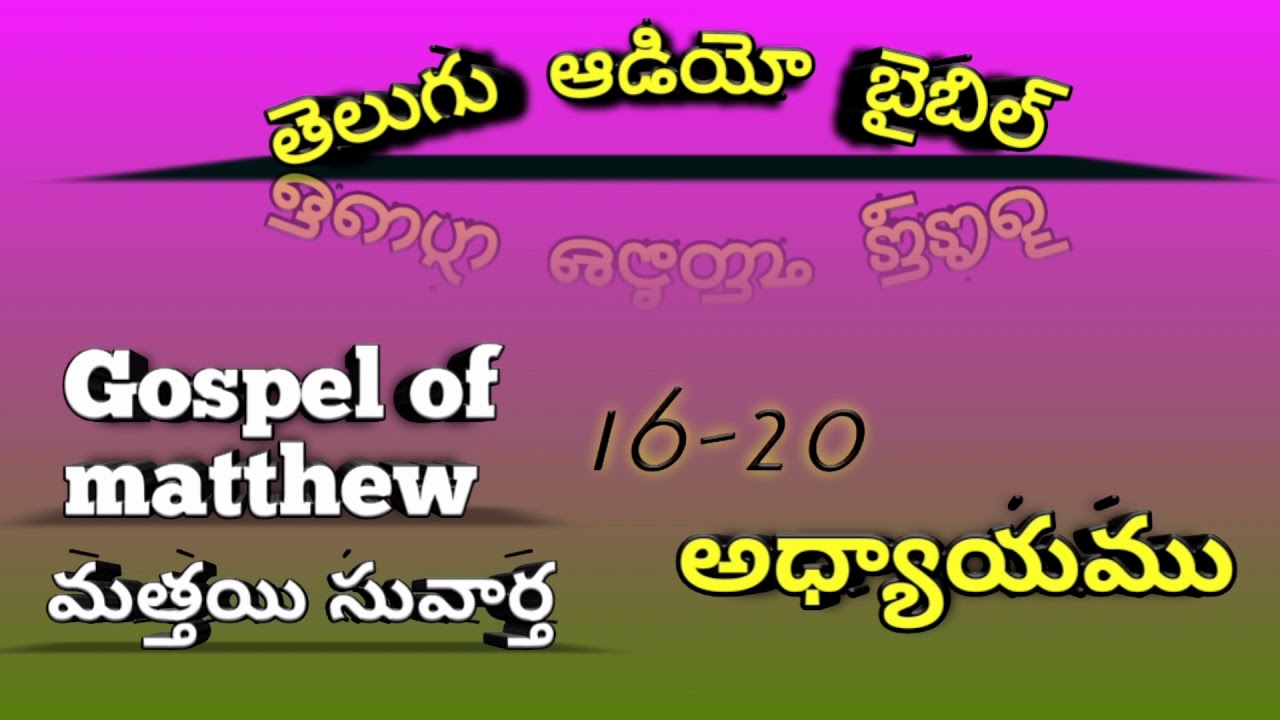 తెలుగు ఆడియో బైబిల్
Gospel of
matthew
16-20
మత్తయి సువార్త
అధ్యాయము